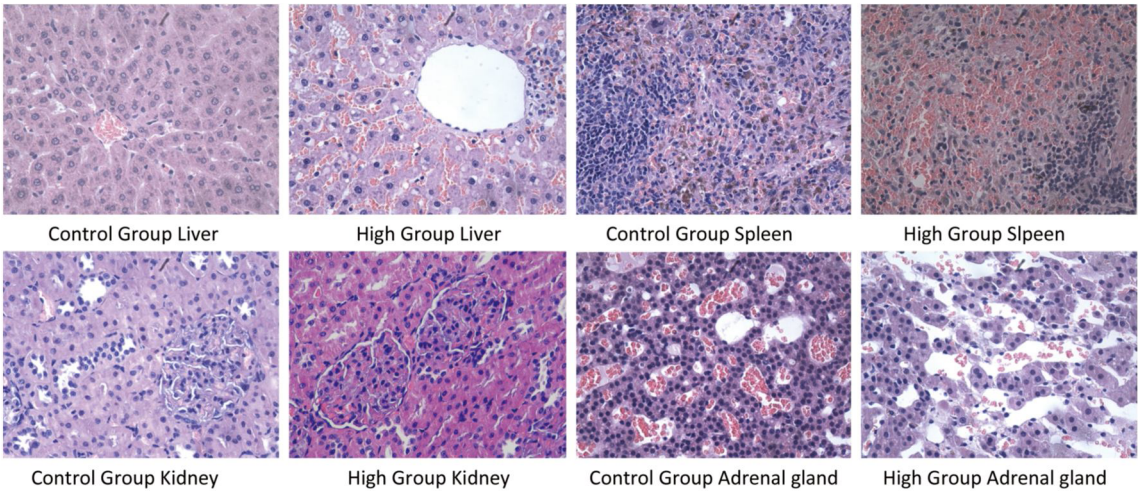 Control Group Liver
High Group Liver
Control Group Spleen
High Group Slpeen
Control Group Kidney
High Group Kidney
Control Group Adrenal gland
High Group Adrenal gland